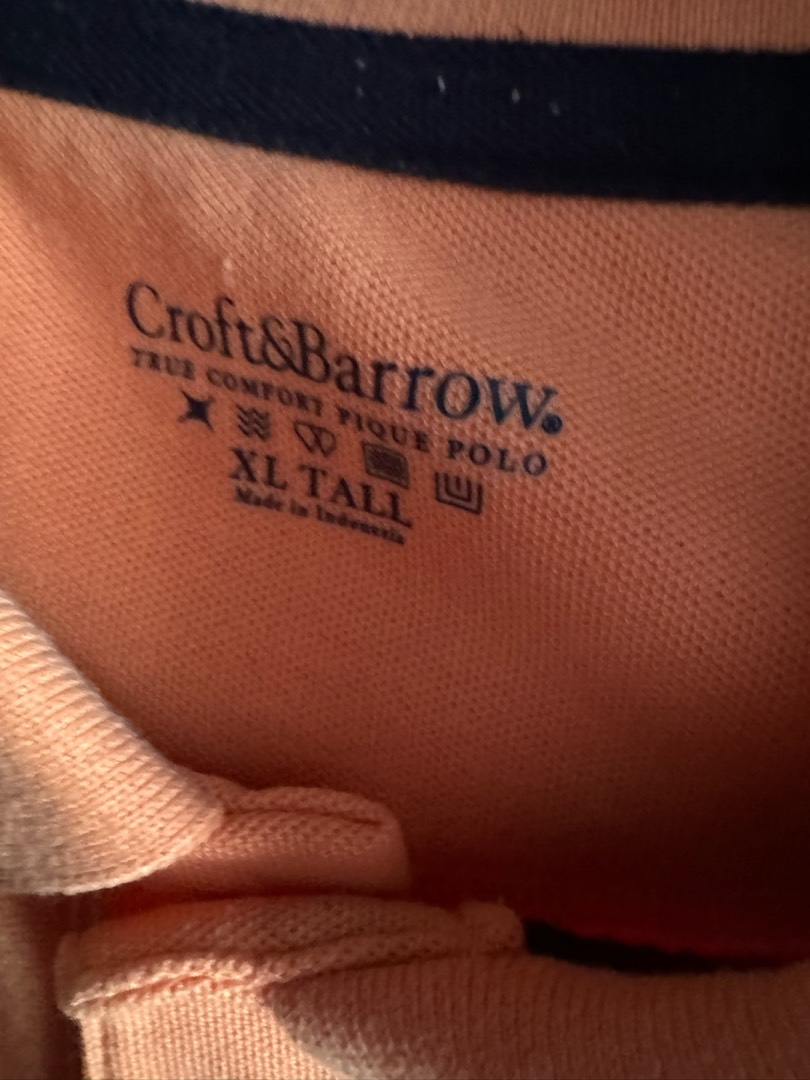 Croft&Barrow®
TRUE COMFORT PIQUE POLO
XL TALL
Made in Indonesia